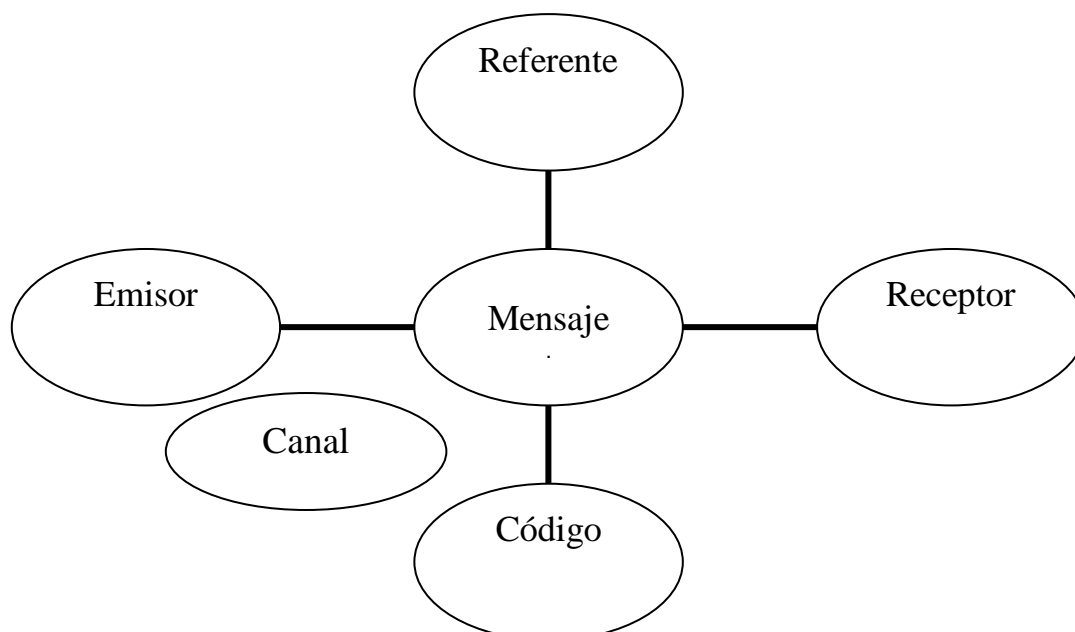 Referente
Emisor
Mensaje
.
Receptor
Canal
Código